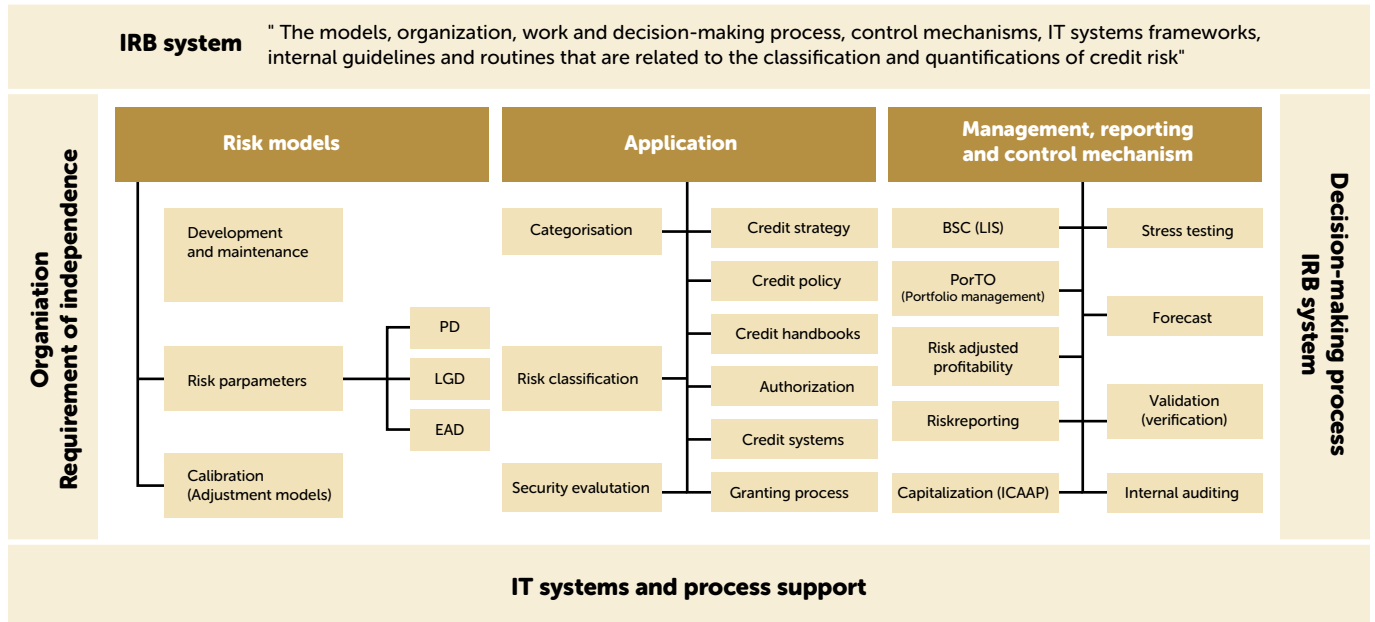 IRB system
" The models, organization, work and decision-making process, control mechanisms, IT systems frameworks,
internal guidelines and routines that are related to the classification and quantifications of credit risk"
Organiation
Requirement of independence
Risk models
Development
and maintenance
Risk parpameters
PD
LGD
EAD
Calibration
(Adjustment models)
Application
Categorisation
Risk classification
Security evalutation
Credit strategy
Credit policy
Credit handbooks
Authorization
Credit systems
Granting process
Management, reporting
and control mechanism
BSC (LIS)
PorTO
(Portfolio management)
Risk adjusted
profitability
Riskreporting
Capitalization (ICAAP)
Stress testing
Forecast
Validation
(verification)
Internal auditing
Decision-making process
IRB system
IT systems and process support